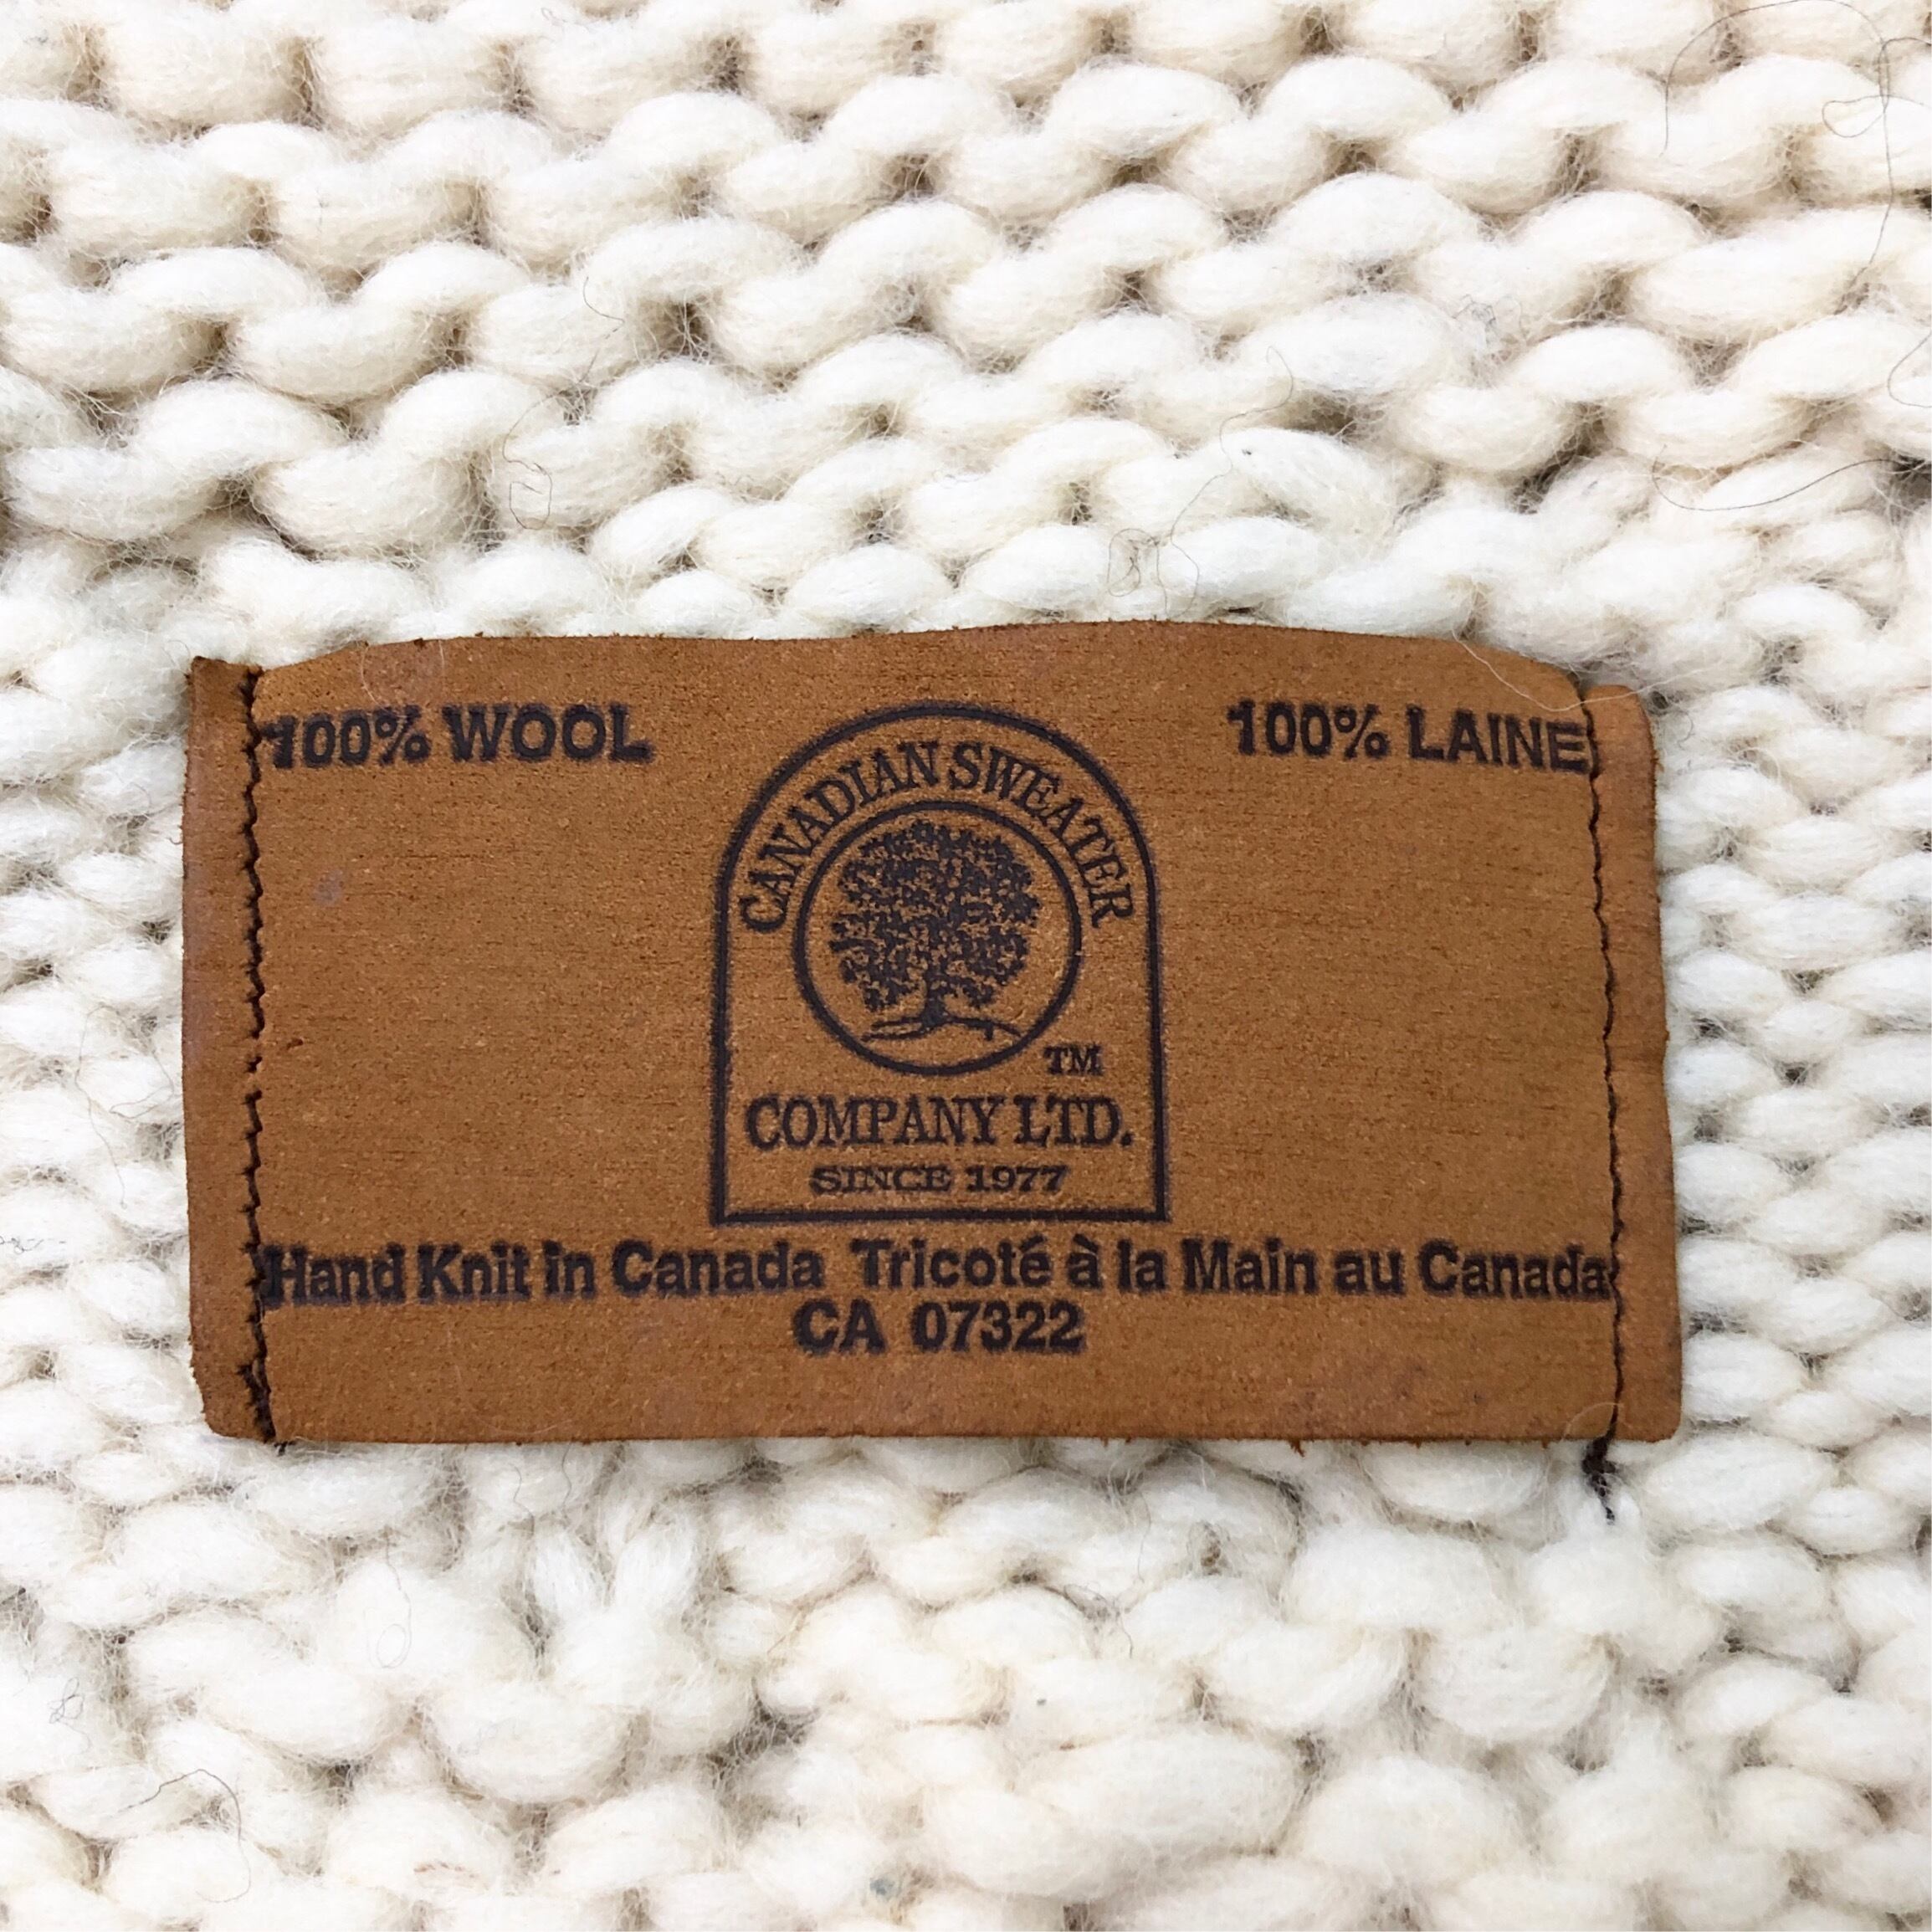 100% WOOL
100% LAINE
CANADIAN SWEATER
TM
COMPANY LTD.
SINCE 1977
Hand Knit in Canada Tricoté à la Main au Canada
CA 07322